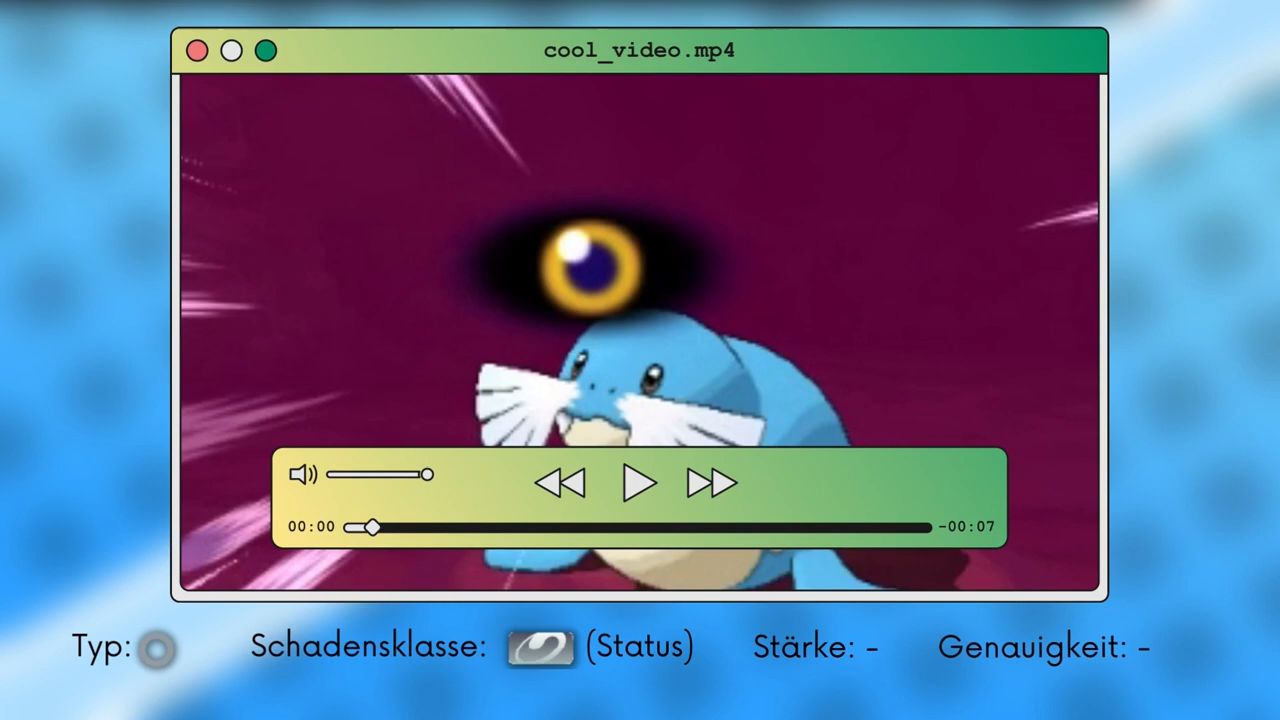 cool_video.mp4
00:00 -00:07
Typ: Schadensklasse: (Status) Stärke: - Genauigkeit: -